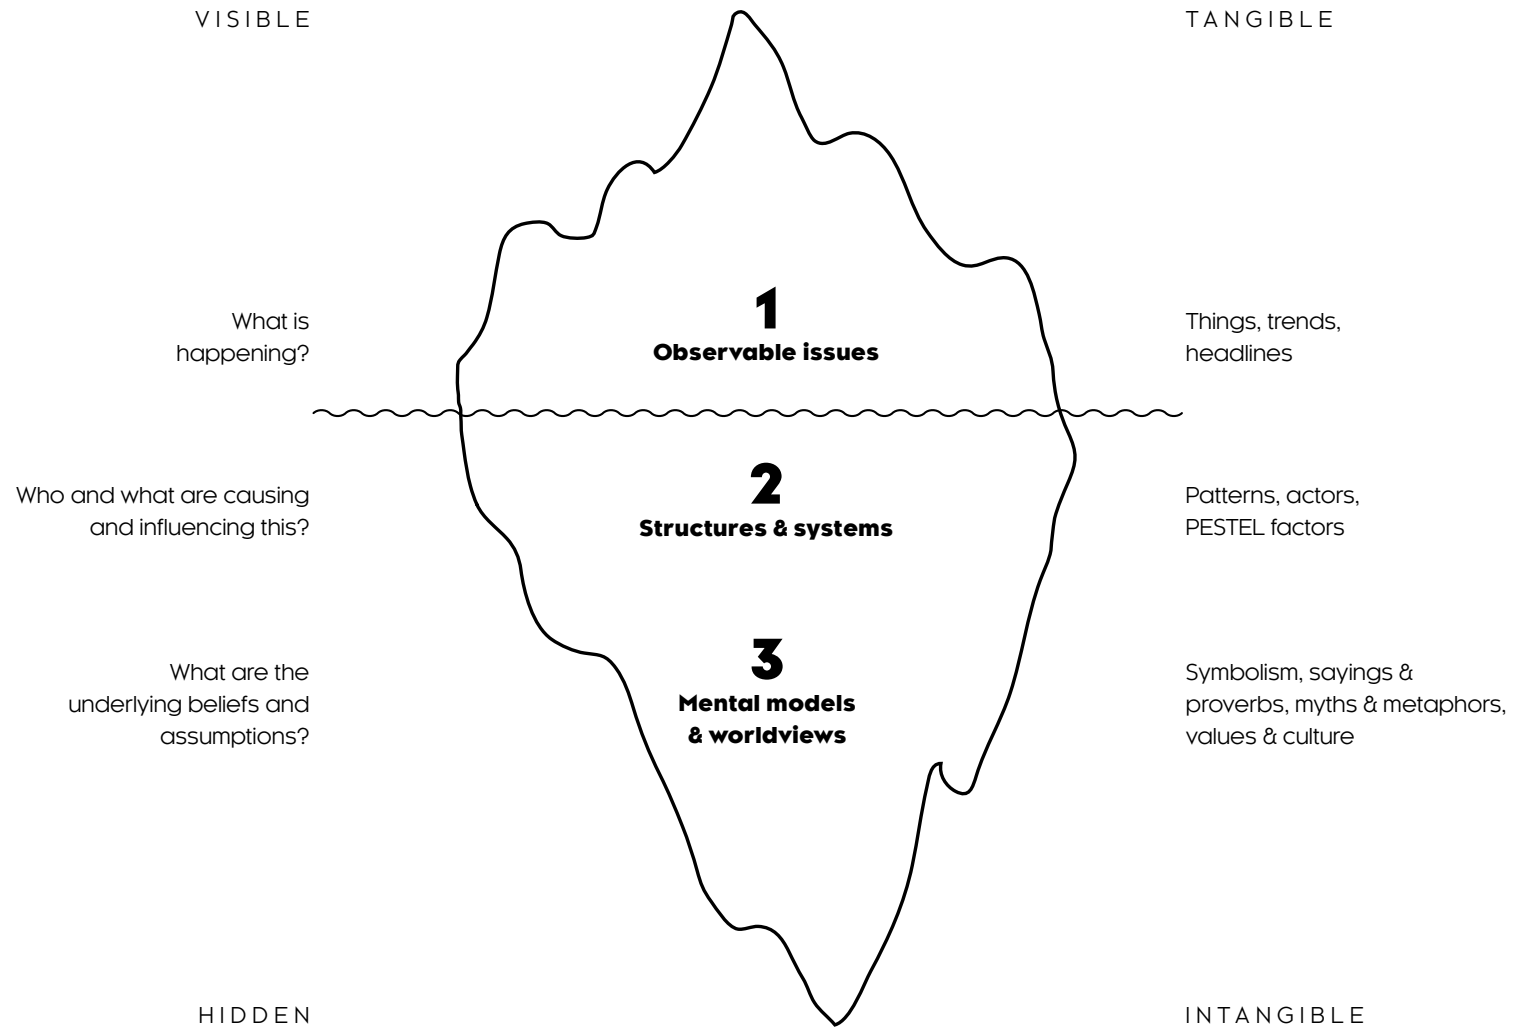 VISIBLE
TANGIBLE
1
Observable issues
What is
happening?
Things, trends,
headlines
2
Structures & systems
Who and what are causing
and influencing this?
Patterns, actors,
PESTEL factors
3
Mental models
& worldviews
What are the
underlying beliefs and
assumptions?
Symbolism, sayings &
proverbs, myths & metaphors,
values & culture
HIDDEN
INTANGIBLE